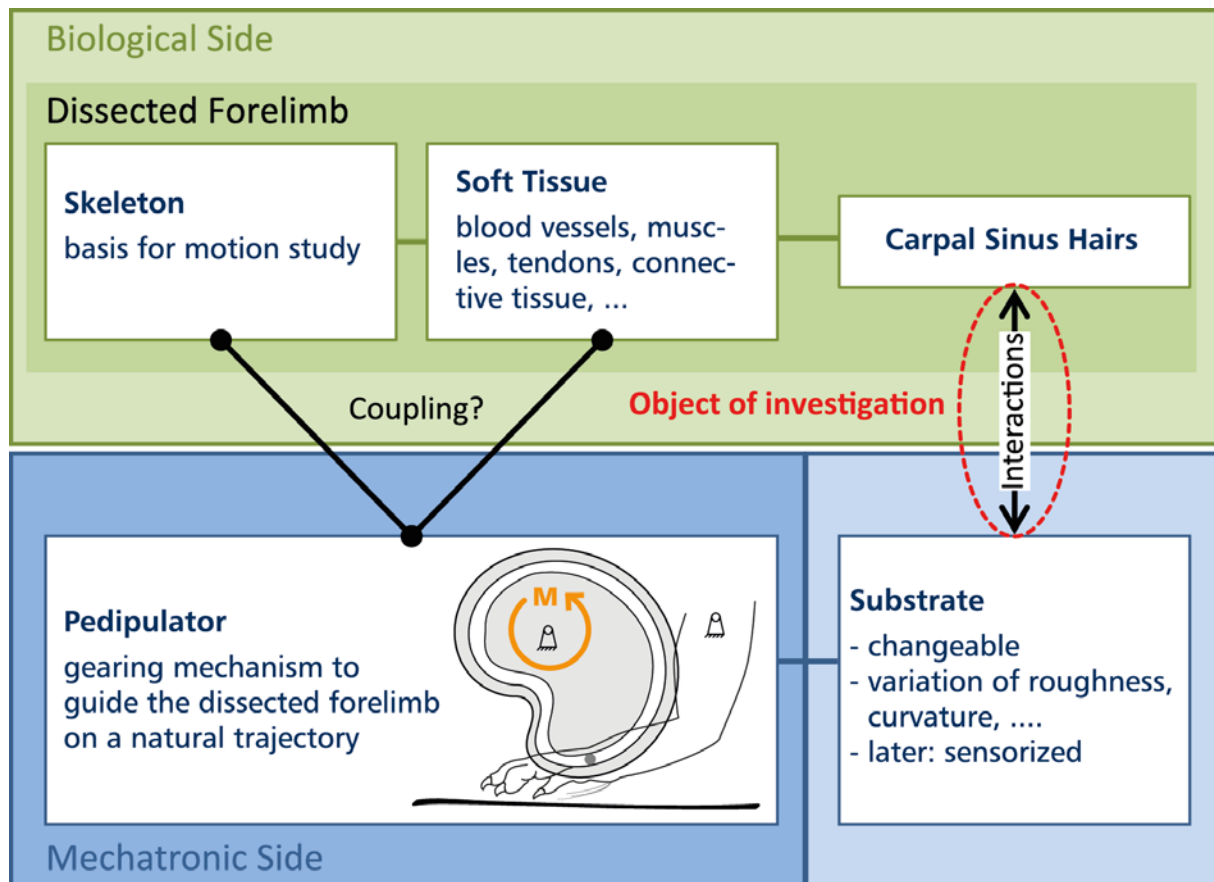 Biological Side
Dissected Forelimb
Skeleton
basis for motion study
Soft Tissue
blood vessels, musc-
les, tendons, connec-
tive tissue, ...
Carpal Sinus Hairs
Coupling?
Object of investigation
Interactions
Pedipulator
gearing mechanism to
guide the dissected forelimb
on a natural trajectory
M
Substrate
- changeable
- variation of roughness,
curvature, ....
- later: sensorized
Mechatronic Side